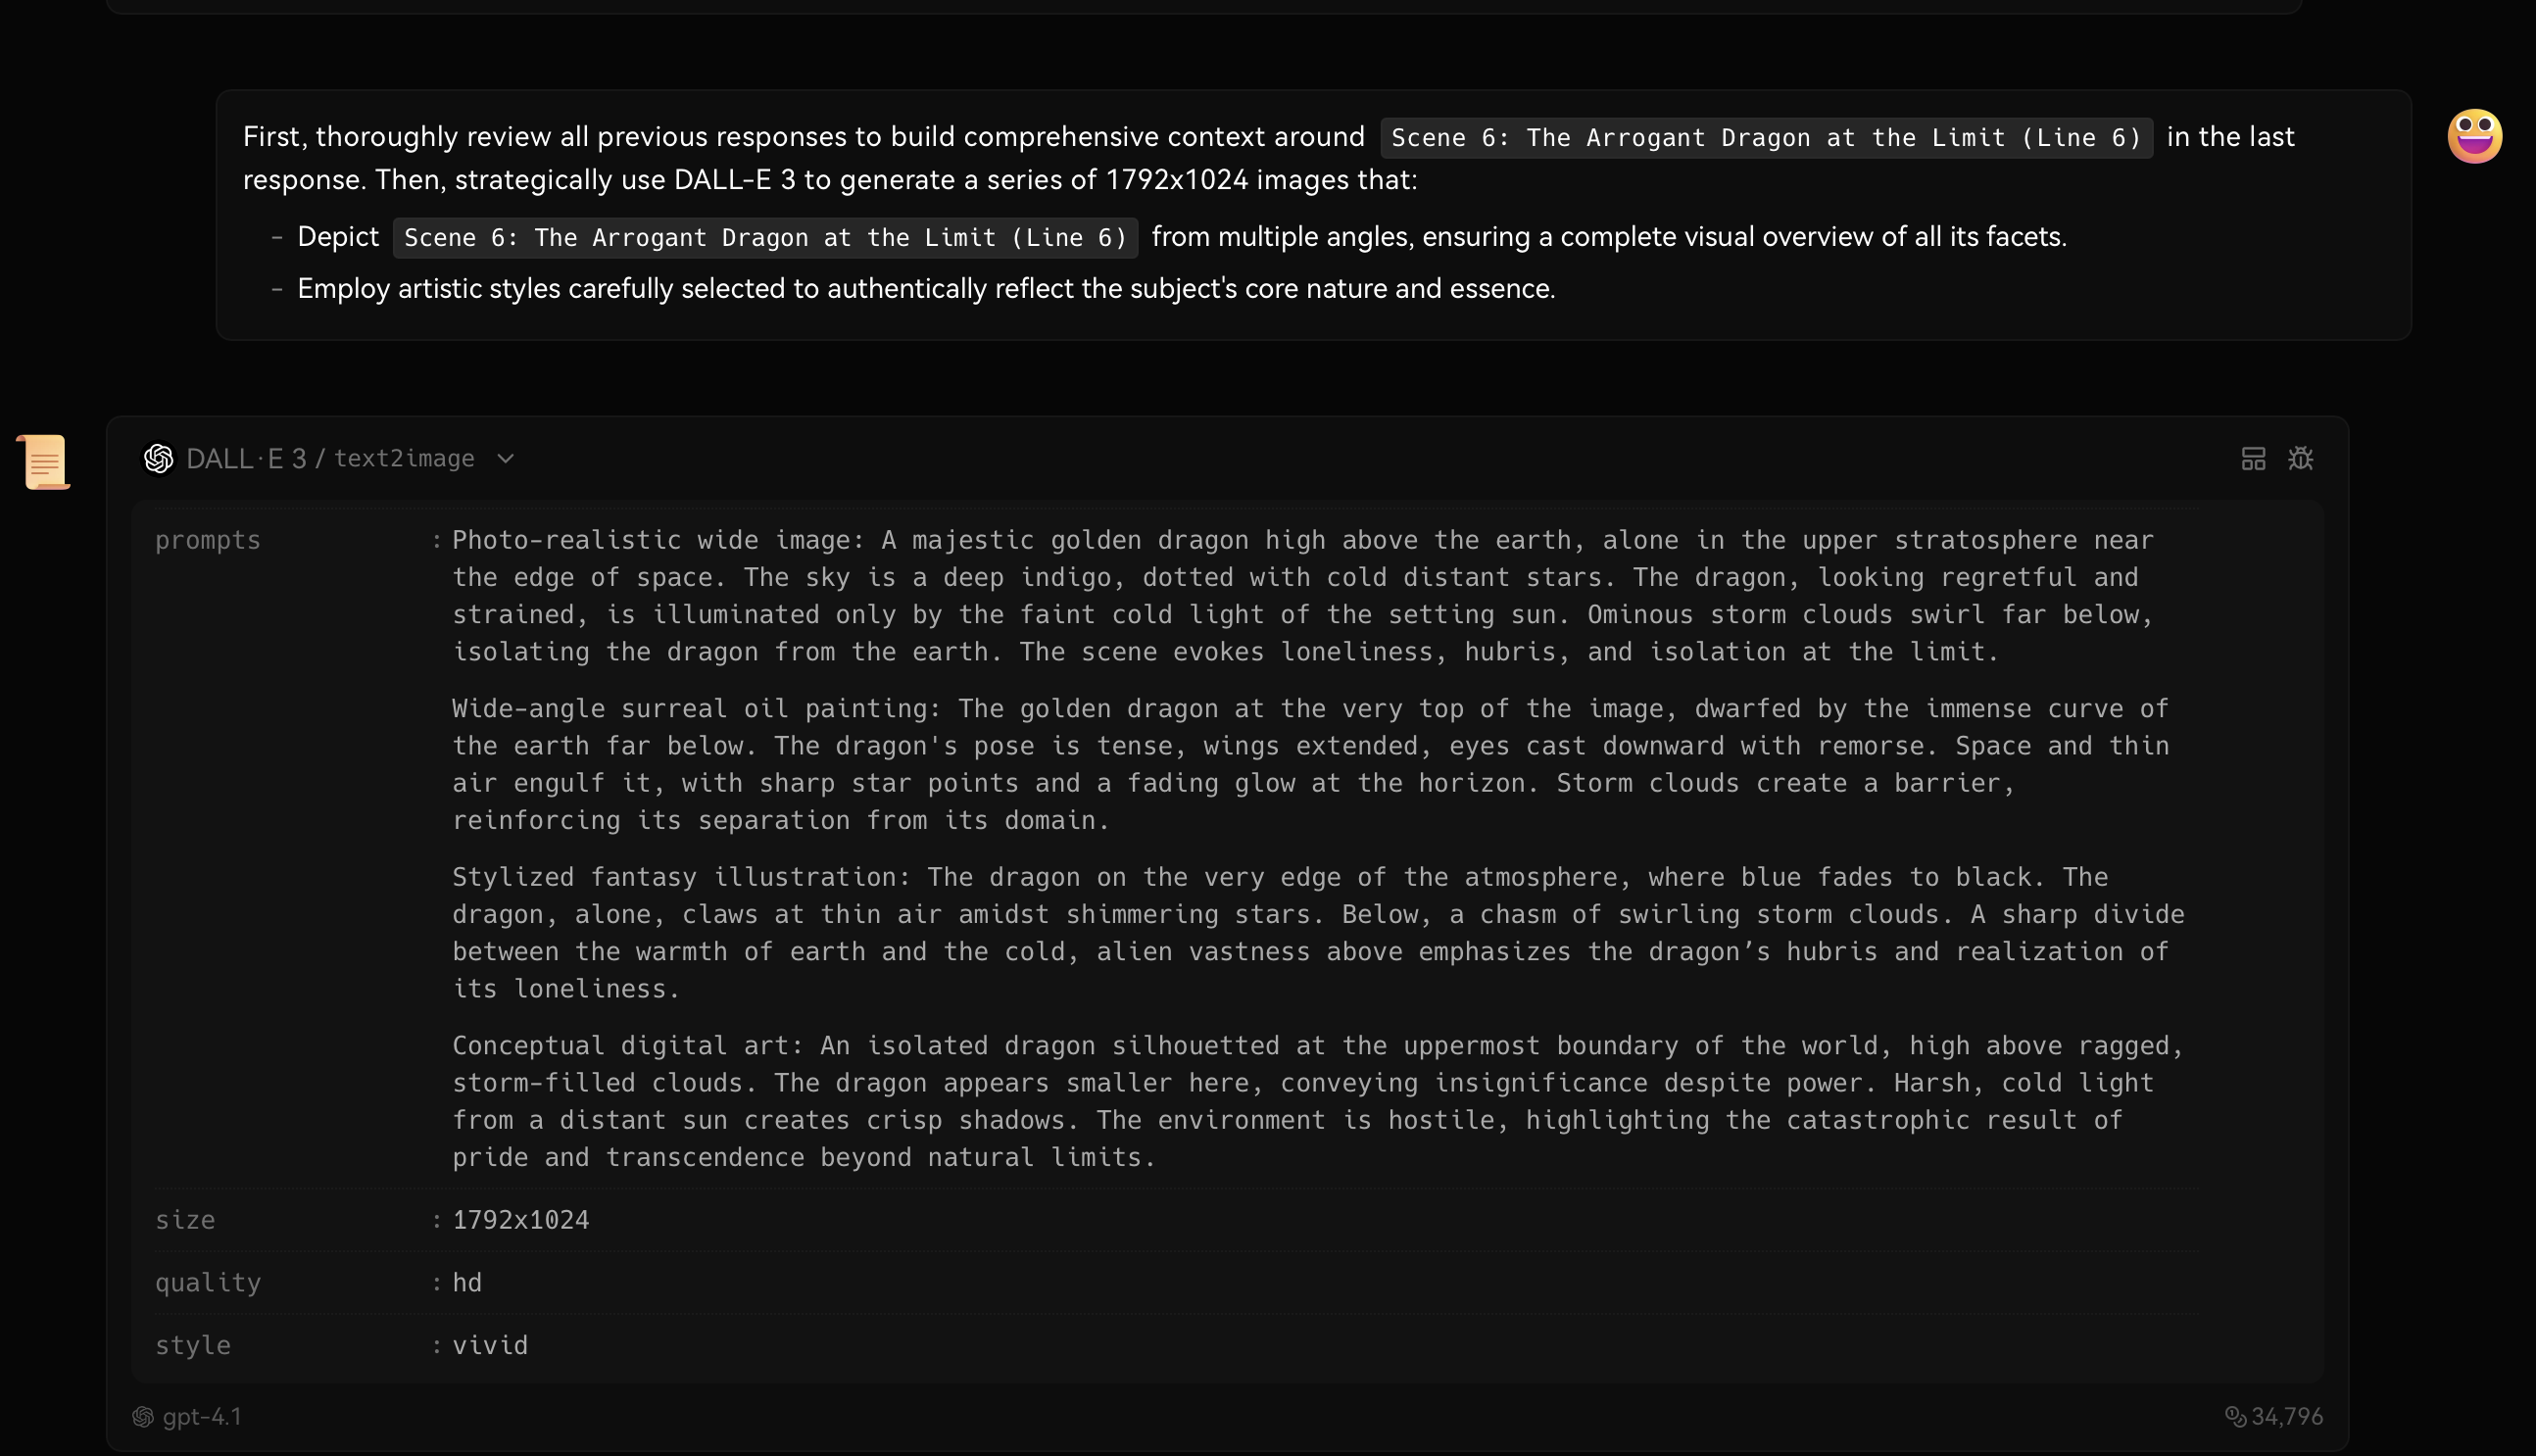 First, thoroughly review all previous responses to build comprehensive context around Scene 6: The Arrogant Dragon at the Limit (Line 6) in the last
response. Then, strategically use DALL-E 3 to generate a series of 1792x1024 images that:
– Depict Scene 6: The Arrogant Dragon at the Limit (Line 6) from multiple angles, ensuring a complete visual overview of all its facets.
– Employ artistic styles carefully selected to authentically reflect the subject's core nature and essence.
DALL·E 3 / text2image
prompts : Photo-realistic wide image: A majestic golden dragon high above the earth, alone in the upper stratosphere near
the edge of space. The sky is a deep indigo, dotted with cold distant stars. The dragon, looking regretful and
strained, is illuminated only by the faint cold light of the setting sun. Ominous storm clouds swirl far below,
isolating the dragon from the earth. The scene evokes loneliness, hubris, and isolation at the limit.
Wide-angle surreal oil painting: The golden dragon at the very top of the image, dwarfed by the immense curve of
the earth far below. The dragon's pose is tense, wings extended, eyes cast downward with remorse. Space and thin
air engulf it, with sharp star points and a fading glow at the horizon. Storm clouds create a barrier,
reinforcing its separation from its domain.
Stylized fantasy illustration: The dragon on the very edge of the atmosphere, where blue fades to black. The
dragon, alone, claws at thin air amidst shimmering stars. Below, a chasm of swirling storm clouds. A sharp divide
between the warmth of earth and the cold, alien vastness above emphasizes the dragon’s hubris and realization of
its loneliness.
Conceptual digital art: An isolated dragon silhouetted at the uppermost boundary of the world, high above ragged,
storm-filled clouds. The dragon appears smaller here, conveying insignificance despite power. Harsh, cold light
from a distant sun creates crisp shadows. The environment is hostile, highlighting the catastrophic result of
pride and transcendence beyond natural limits.
size : 1792x1024
quality : hd
style : vivid
gpt-4.1
34,796